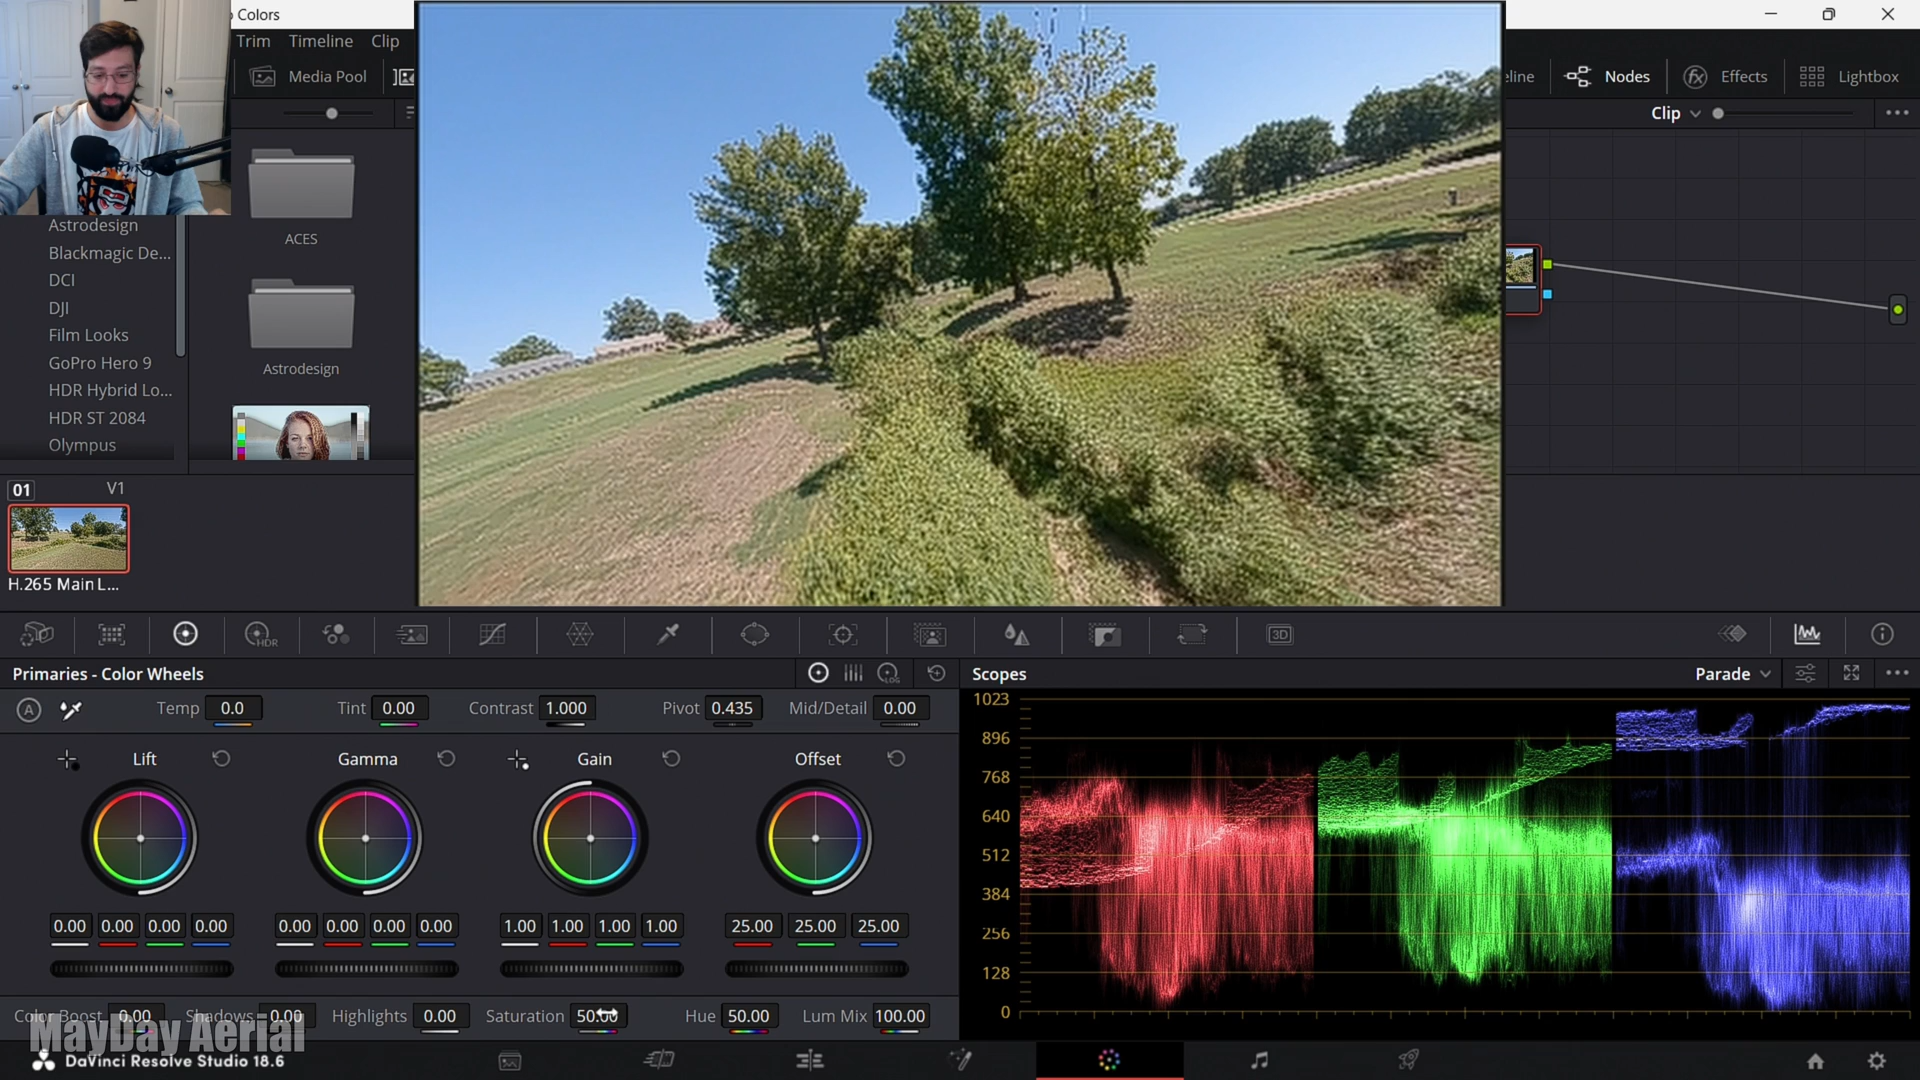 Colors
Trim Timeline Clip
Media Pool
eline Nodes Effects Lightbox
Clip
ACES
Astrodesign
Astrodesign
Blackmagic De...
DCI
DJI
Film Looks
GoPro Hero 9
HDR Hybrid Lo...
HDR ST 2084
Olympus
01 V1
H.265 Main L...
HDR
3D
Primaries - Color Wheels
LOG
Scopes
Parade
A
Temp 0.0 Tint 0.00 Contrast 1.000 Pivot 0.435 Mid/Detail 0.00
Lift Gamma Gain Offset
0.00 0.00 0.00 0.00 0.00 0.00 0.00 0.00 1.00 1.00 1.00 1.00 25.00 25.00 25.00
Color Boost 0.00 Shadows 0.00 Highlights 0.00 Saturation 50.00 Hue 50.00 Lum Mix 100.00
1023
896
768
640
512
384
256
128
0
MayDay Aerial
DaVinci Resolve Studio 18.6